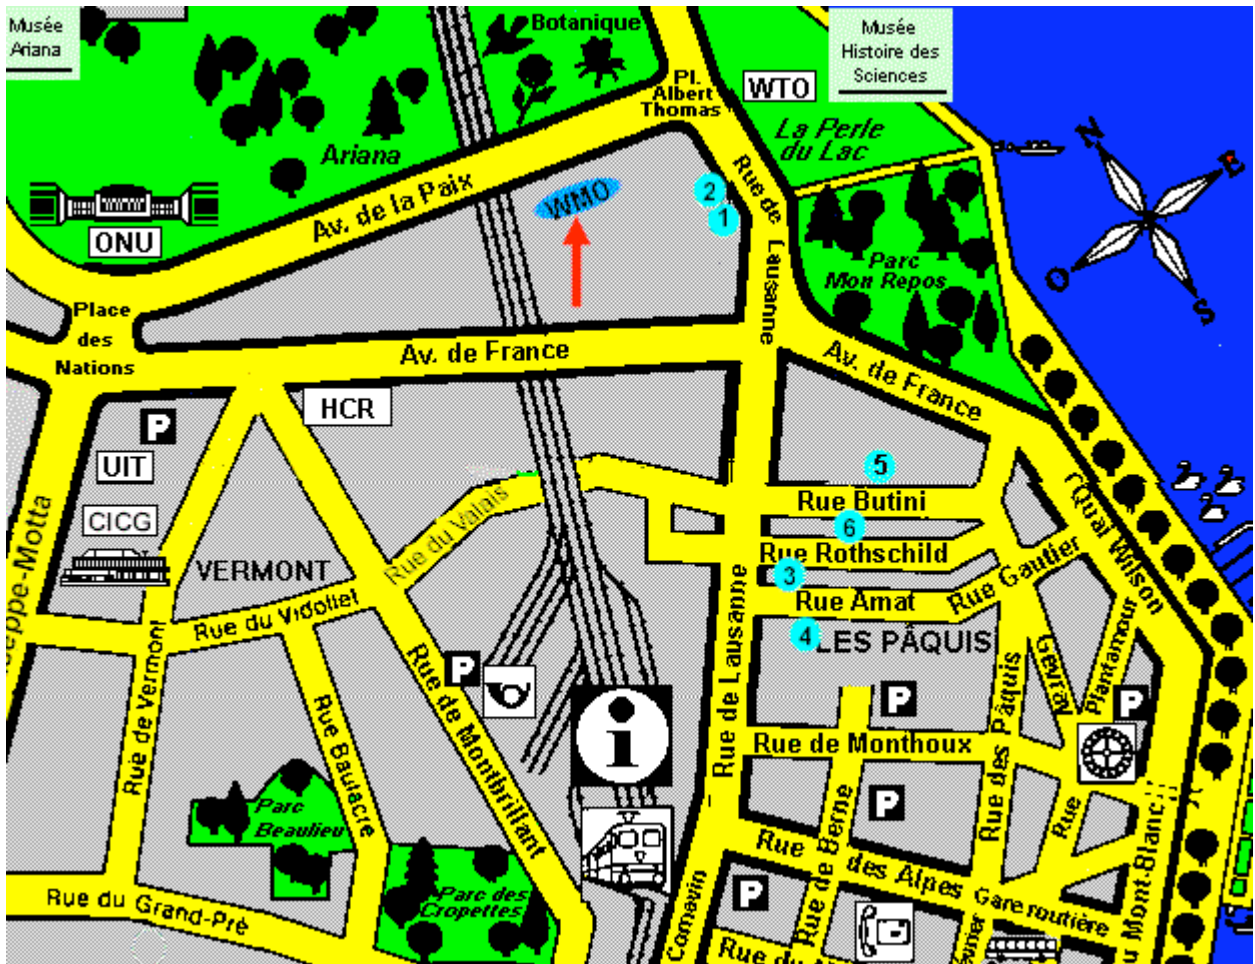 Musée
Ariana
Botanique
Pl.
Albert
Thomas
WTO
Musée
Histoire des
Sciences
La Perle
du Lac
N
E
O
S
Ariana
ONU
Av. de la Paix
WMO
2
1
Rue de Lausanne
Parc
Mon Repos
Place
des
Nations
Av. de France
Av. de France
HCR
P
UIT
CICG
VERMONT
Rue du Valais
5
Rue Butini
6
Rue Rothschild
3
Rue Amat
Rue Gautier
Quai Wilson
4
LES PÂQUIS
eppe-Motta
Rue du Vidollet
Rue de Vermont
Rue Baulacre
Rue de Montbrillant
P
i
Rue de Lausanne
P
Rue de Monthoux
Rue des Pâquis
Gevray
Plantamour
P
Rue
P
Rue de Berne
Rue des Alpes
Gare routière
u Mont-Blanc
Parc
Beaulieu
Parc des
Cropettes
Rue du Grand-Prè
Cornavin
P
Rue du